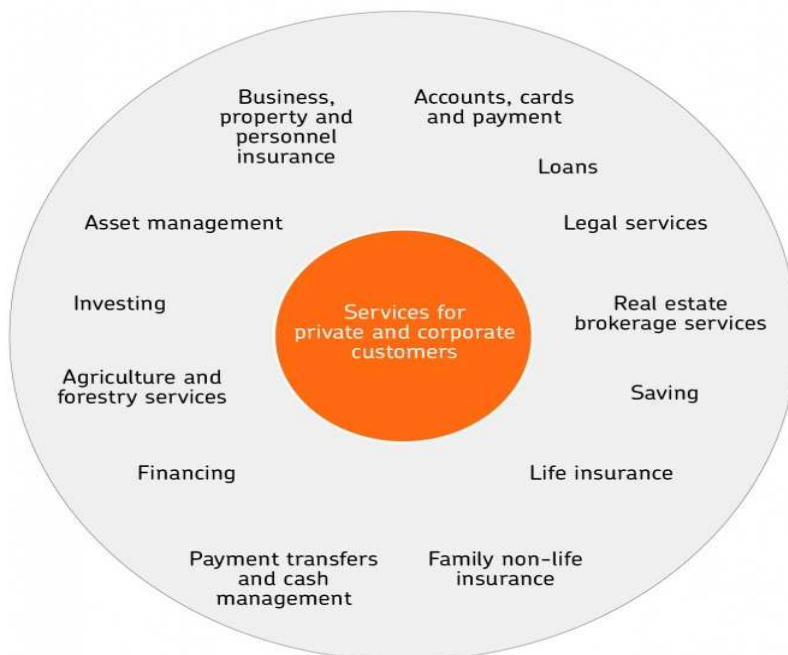 Business,
property and
personnel
insurance
Accounts, cards
and payment
Loans
Asset management
Legal services
Investing
Services for
private and corporate
customers
Real estate
brokerage services
Agriculture and
forestry services
Saving
Financing
Life insurance
Payment transfers
and cash
management
Family non-life
insurance